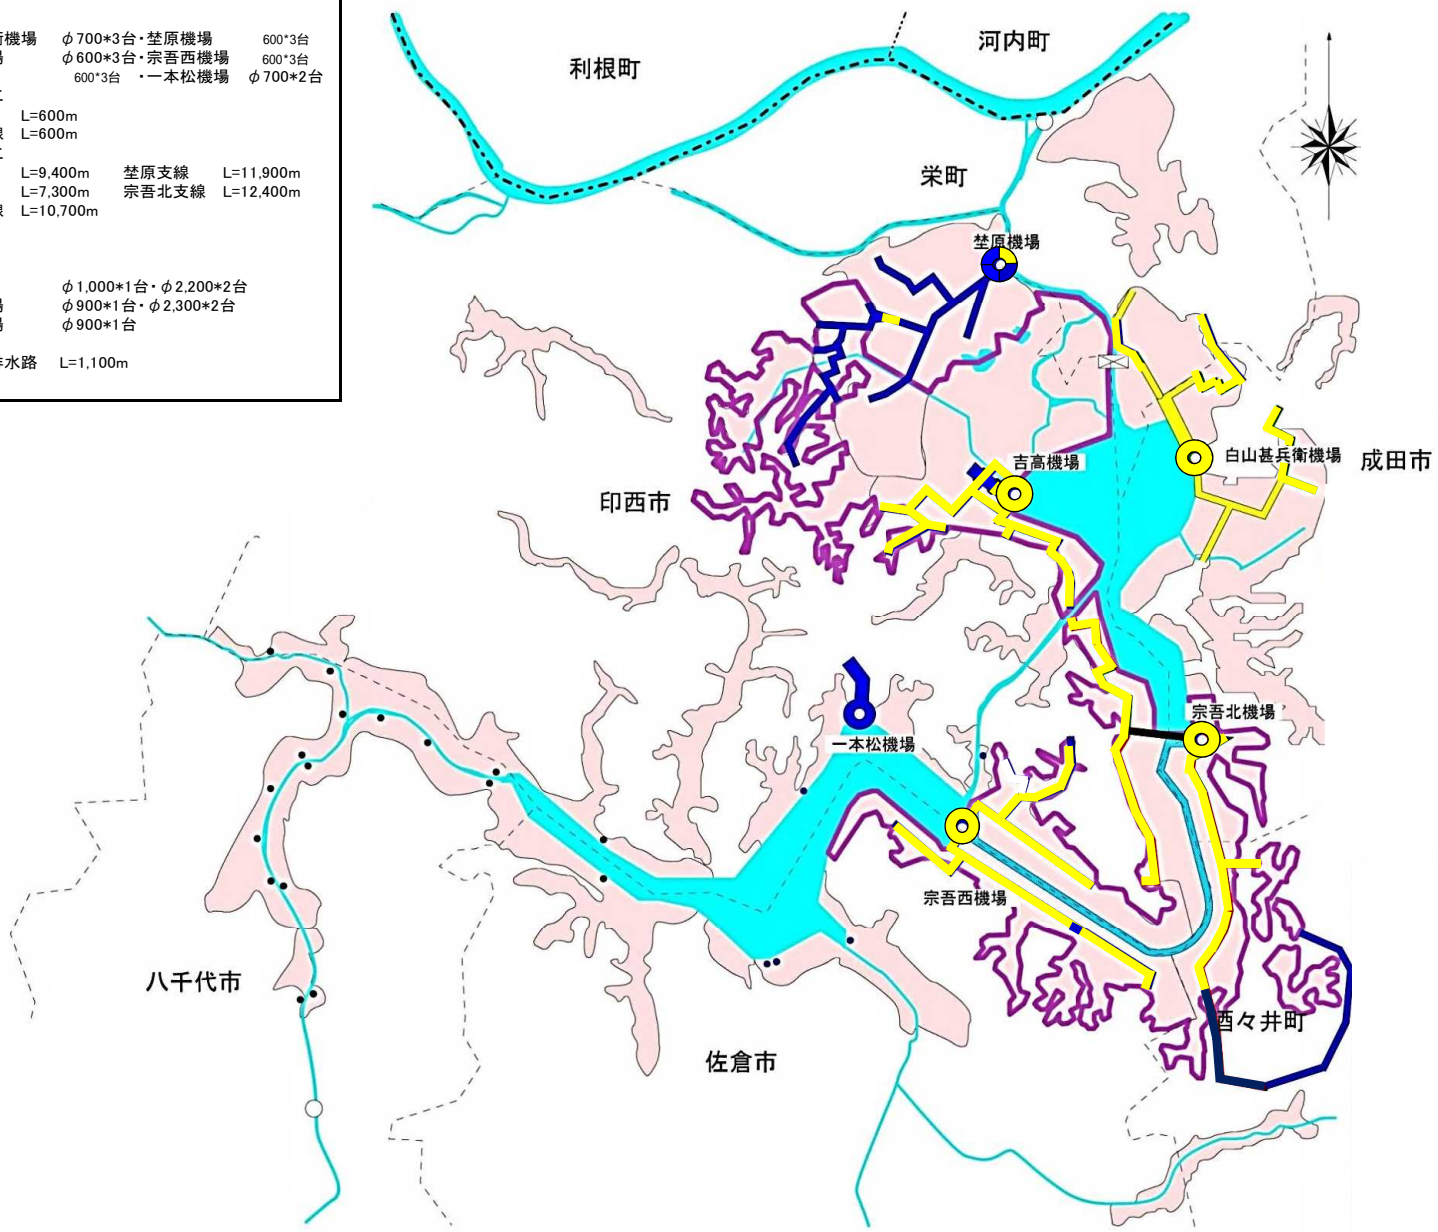 機場　φ700*3台・埜原機場　600*3台
場　φ600*3台・宗吾西機場　600*3台
600*3台　・一本松機場　φ700*2台
L=600m
線　L=600m
L=9,400m　埜原支線　L=11,900m
L=7,300m　宗吾北支線　L=12,400m
線　L=10,700m
φ1,000*1台・φ2,200*2台
場　φ900*1台・φ2,300*2台
場　φ900*1台
水路　L=1,100m
河内町
利根町
栄町
埜原機場
白山甚兵衛機場
成田市
吉高機場
印西市
宗吾北機場
一本松機場
宗吾西機場
八千代市
酒々井町
佐倉市